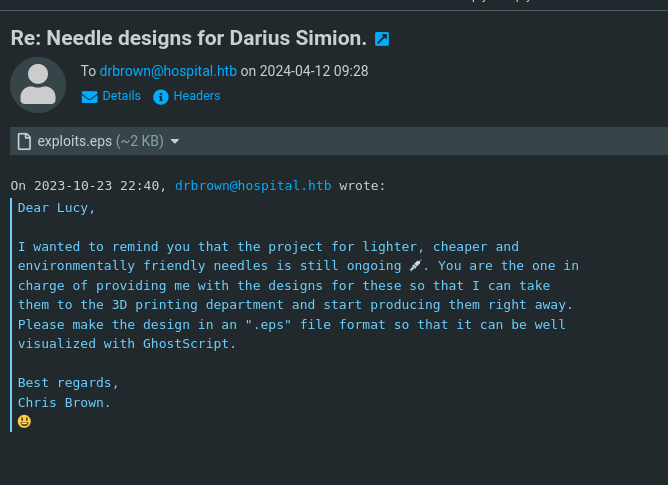 Re: Needle designs for Darius Simion.
To drbrown@hospital.htb on 2024-04-12 09:28
Details Headers
exploits.eps (~2 KB)
On 2023-10-23 22:40, drbrown@hospital.htb wrote:
Dear Lucy,
I wanted to remind you that the project for lighter, cheaper and
environmentally friendly needles is still ongoing 💉. You are the one in
charge of providing me with the designs for these so that I can take
them to the 3D printing department and start producing them right away.
Please make the design in an ".eps" file format so that it can be well
visualized with GhostScript.
Best regards,
Chris Brown.
😃